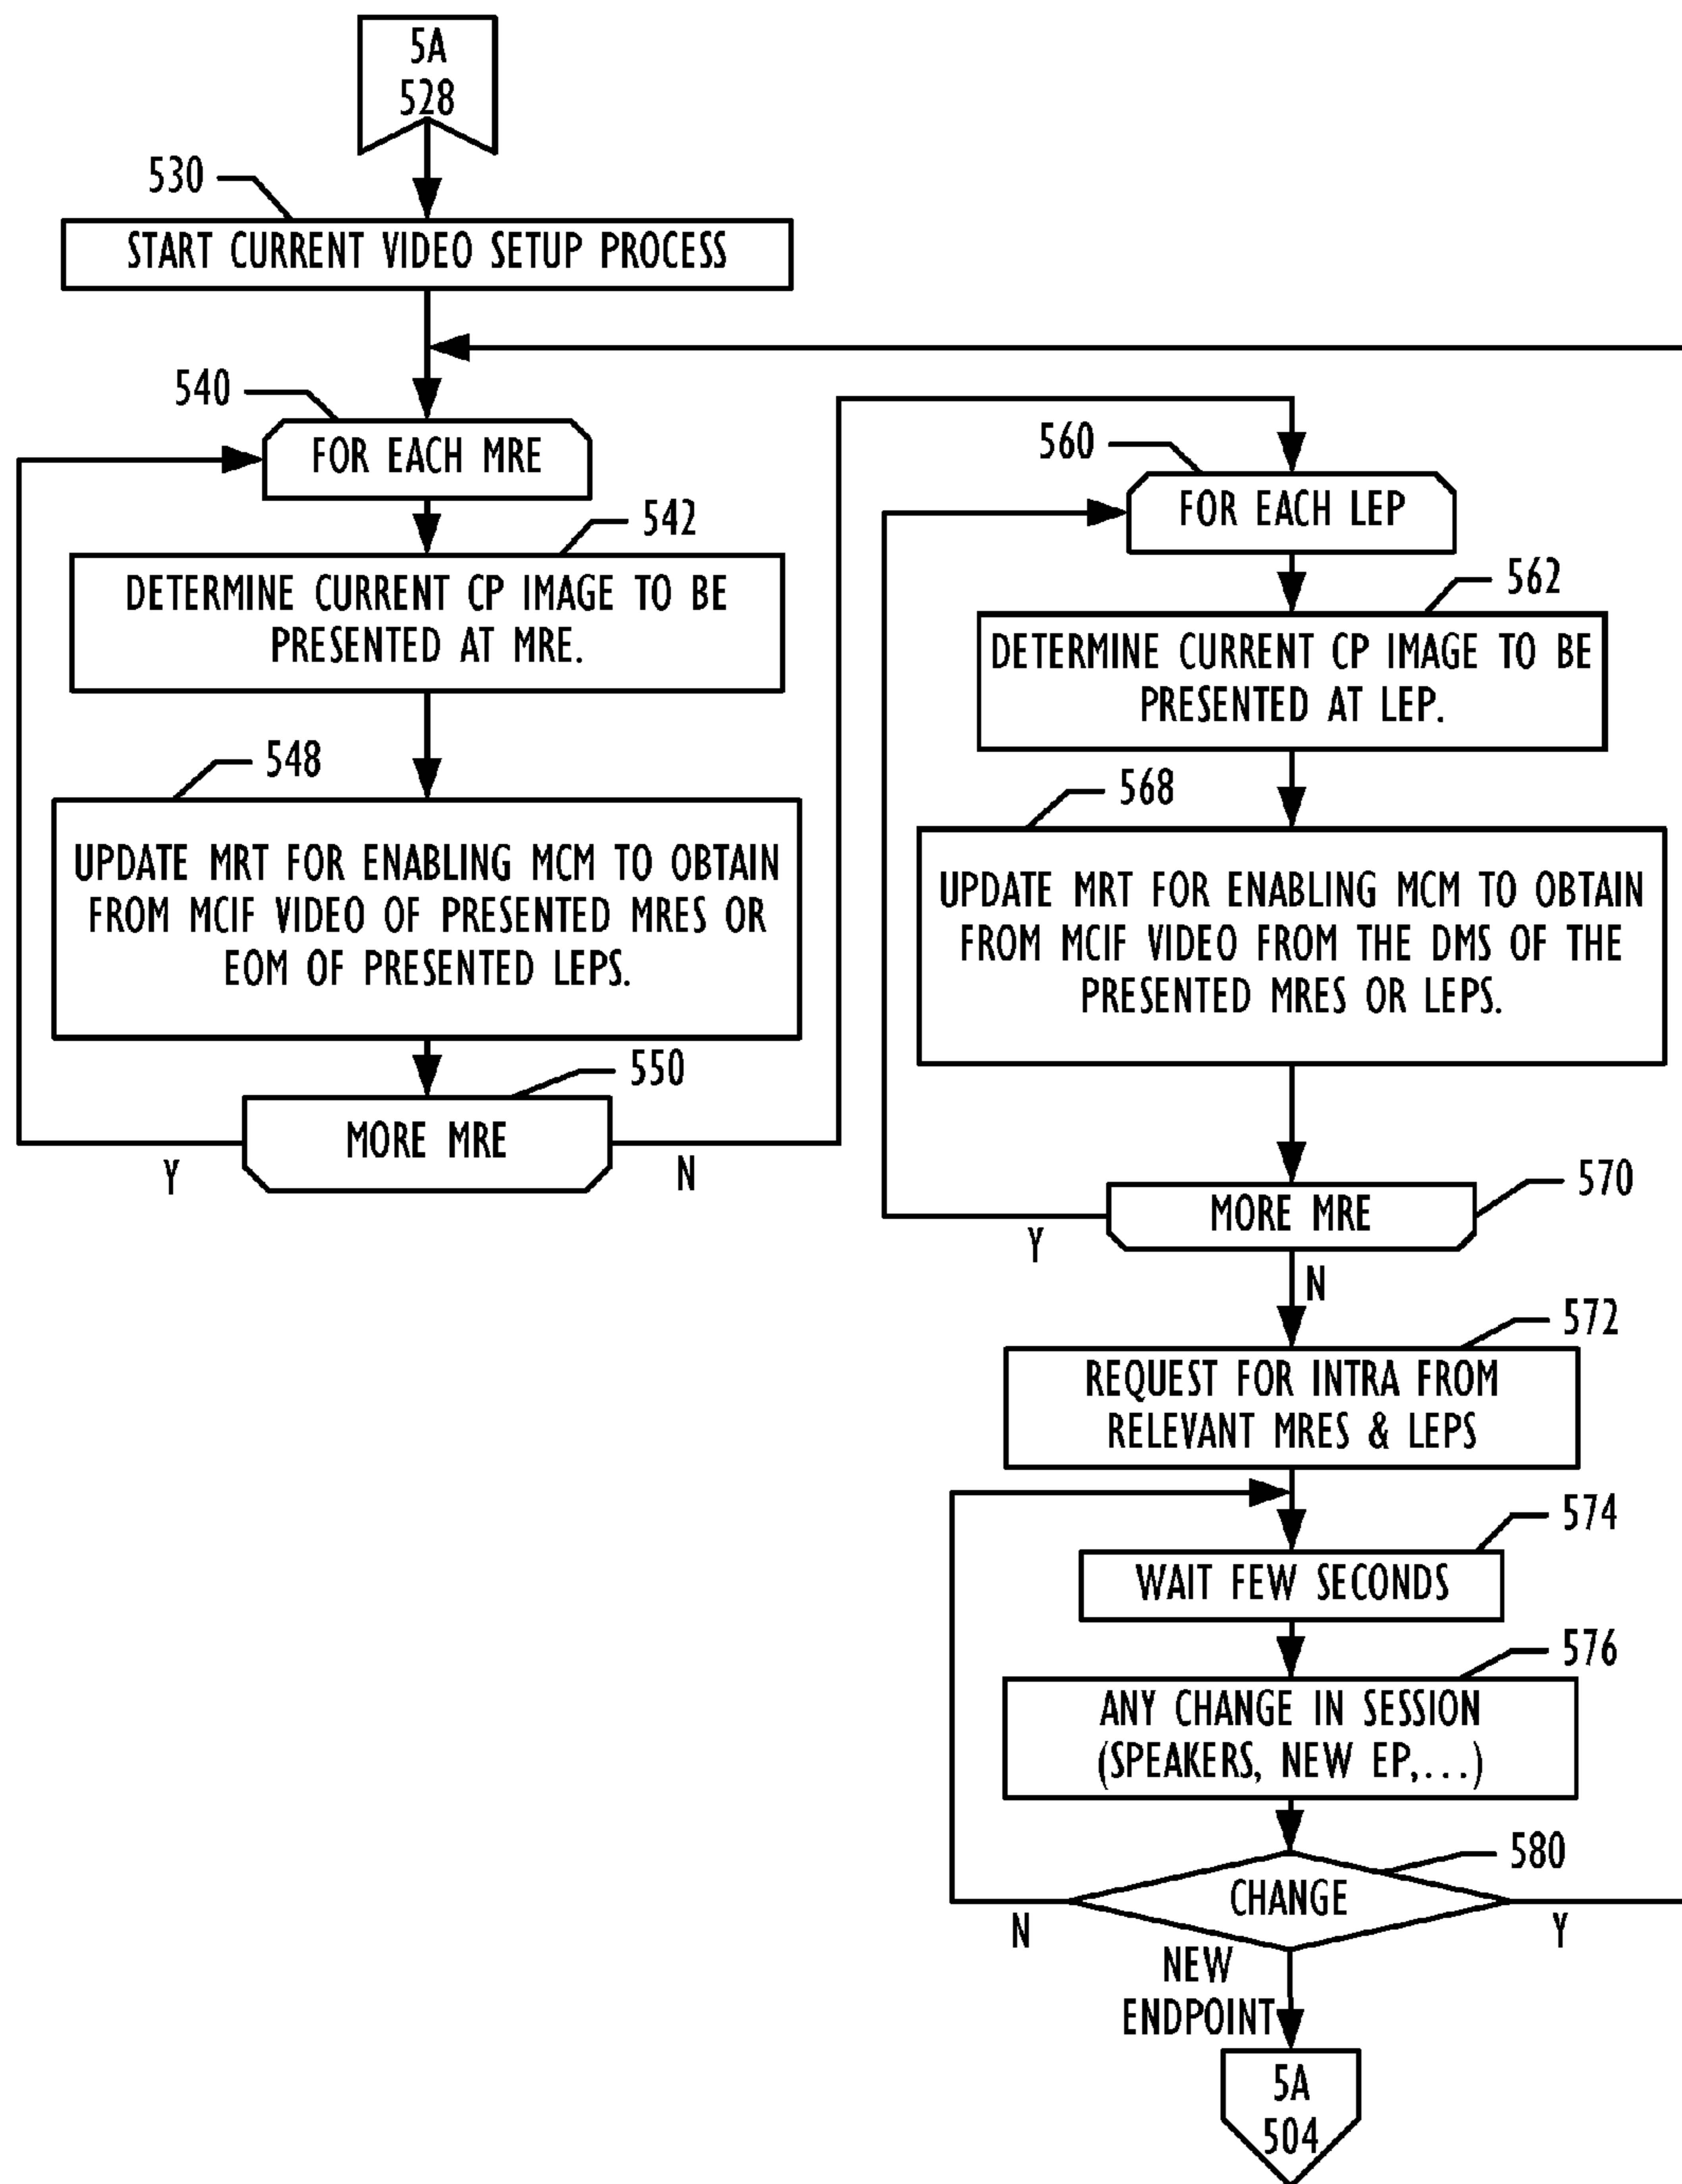 5A
528
530
START CURRENT VIDEO SETUP PROCESS
540
FOR EACH MRE
542
DETERMINE CURRENT CP IMAGE TO BE
PRESENTED AT MRE.
548
UPDATE MRT FOR ENABLING MCM TO OBTAIN
FROM MCIF VIDEO OF PRESENTED MRES OR
EOM OF PRESENTED LEPS.
550
MORE MRE
Y
N
560
FOR EACH LEP
562
DETERMINE CURRENT CP IMAGE TO BE
PRESENTED AT LEP.
568
UPDATE MRT FOR ENABLING MCM TO OBTAIN
FROM MCIF VIDEO FROM THE DMS OF THE
PRESENTED MRES OR LEPS.
570
MORE MRE
Y
N
572
REQUEST FOR INTRA FROM
RELEVANT MRES & LEPS
574
WAIT FEW SECONDS
576
ANY CHANGE IN SESSION
(SPEAKERS, NEW EP,...)
580
CHANGE
N
Y
NEW
ENDPOINT
5A
504